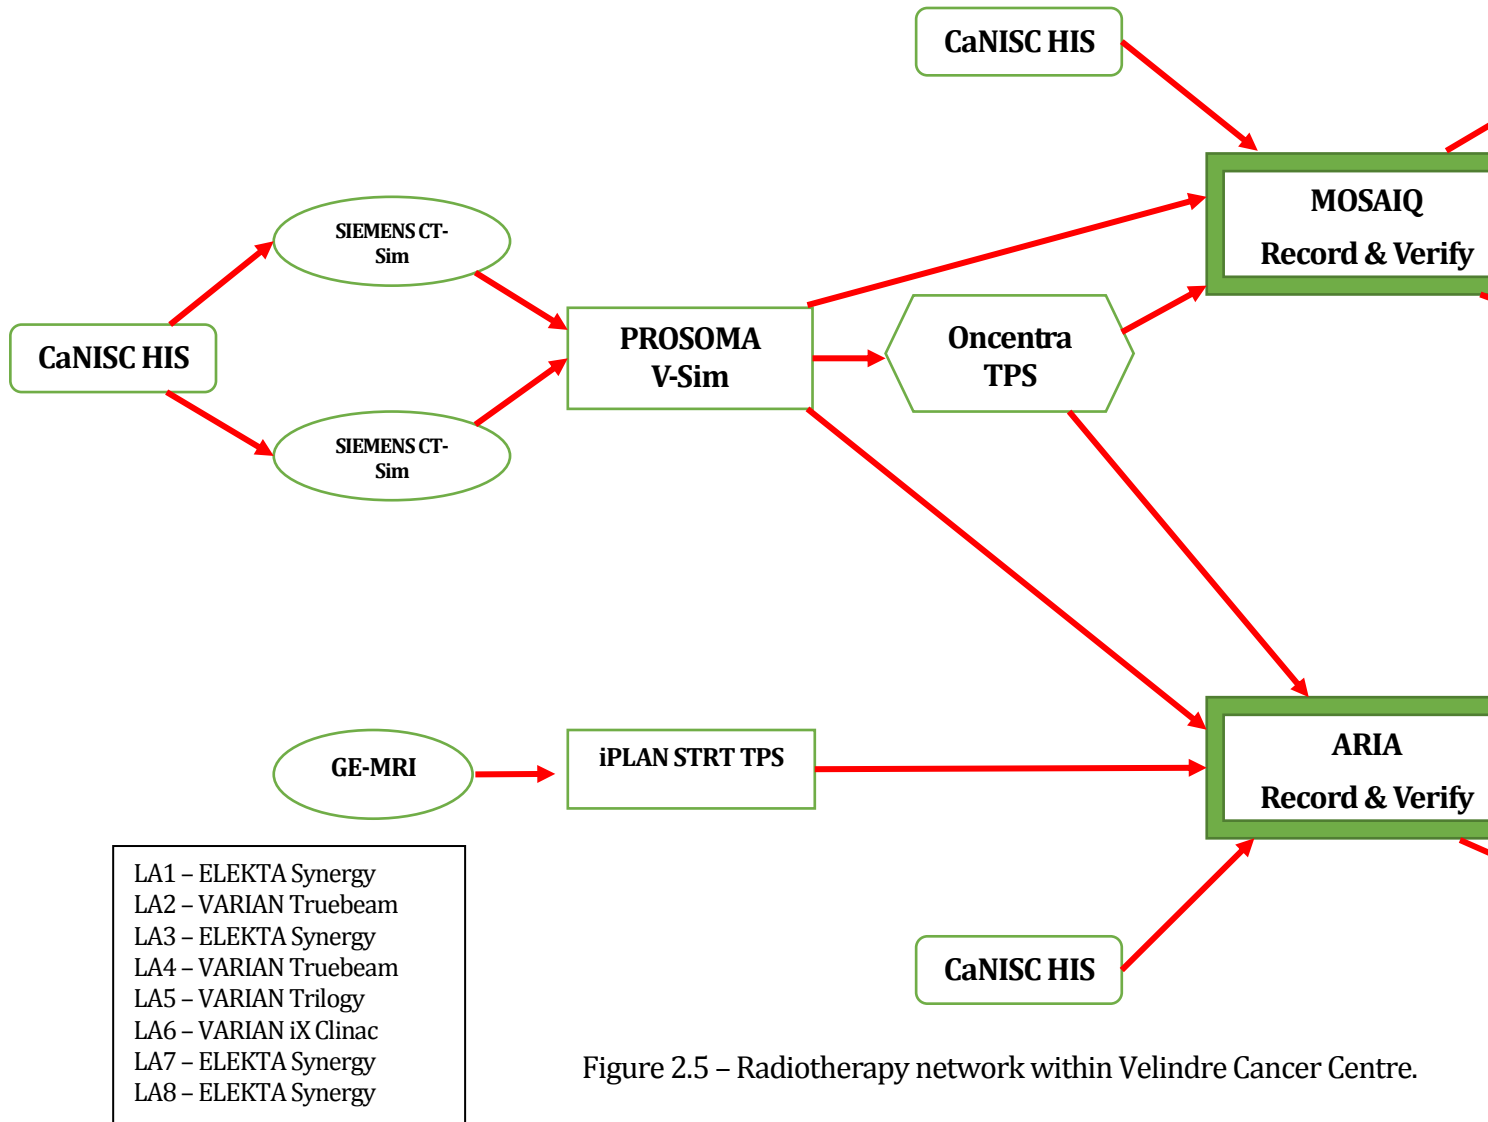 CaNISC HIS
MOSAIQ
Record & Verify
SIEMENS CT-
Sim
CaNISC HIS
PROSOMA
V-Sim
Oncentra
TPS
SIEMENS CT-
Sim
GE-MRI
iPLAN STRT TPS
ARIA
Record & Verify
LA1 – ELEKTA Synergy
LA2 – VARIAN Truebeam
LA3 – ELEKTA Synergy
LA4 – VARIAN Truebeam
LA5 – VARIAN Trilogy
LA6 – VARIAN iX Clinac
LA7 – ELEKTA Synergy
LA8 – ELEKTA Synergy
CaNISC HIS
Figure 2.5 – Radiotherapy network within Velindre Cancer Centre.